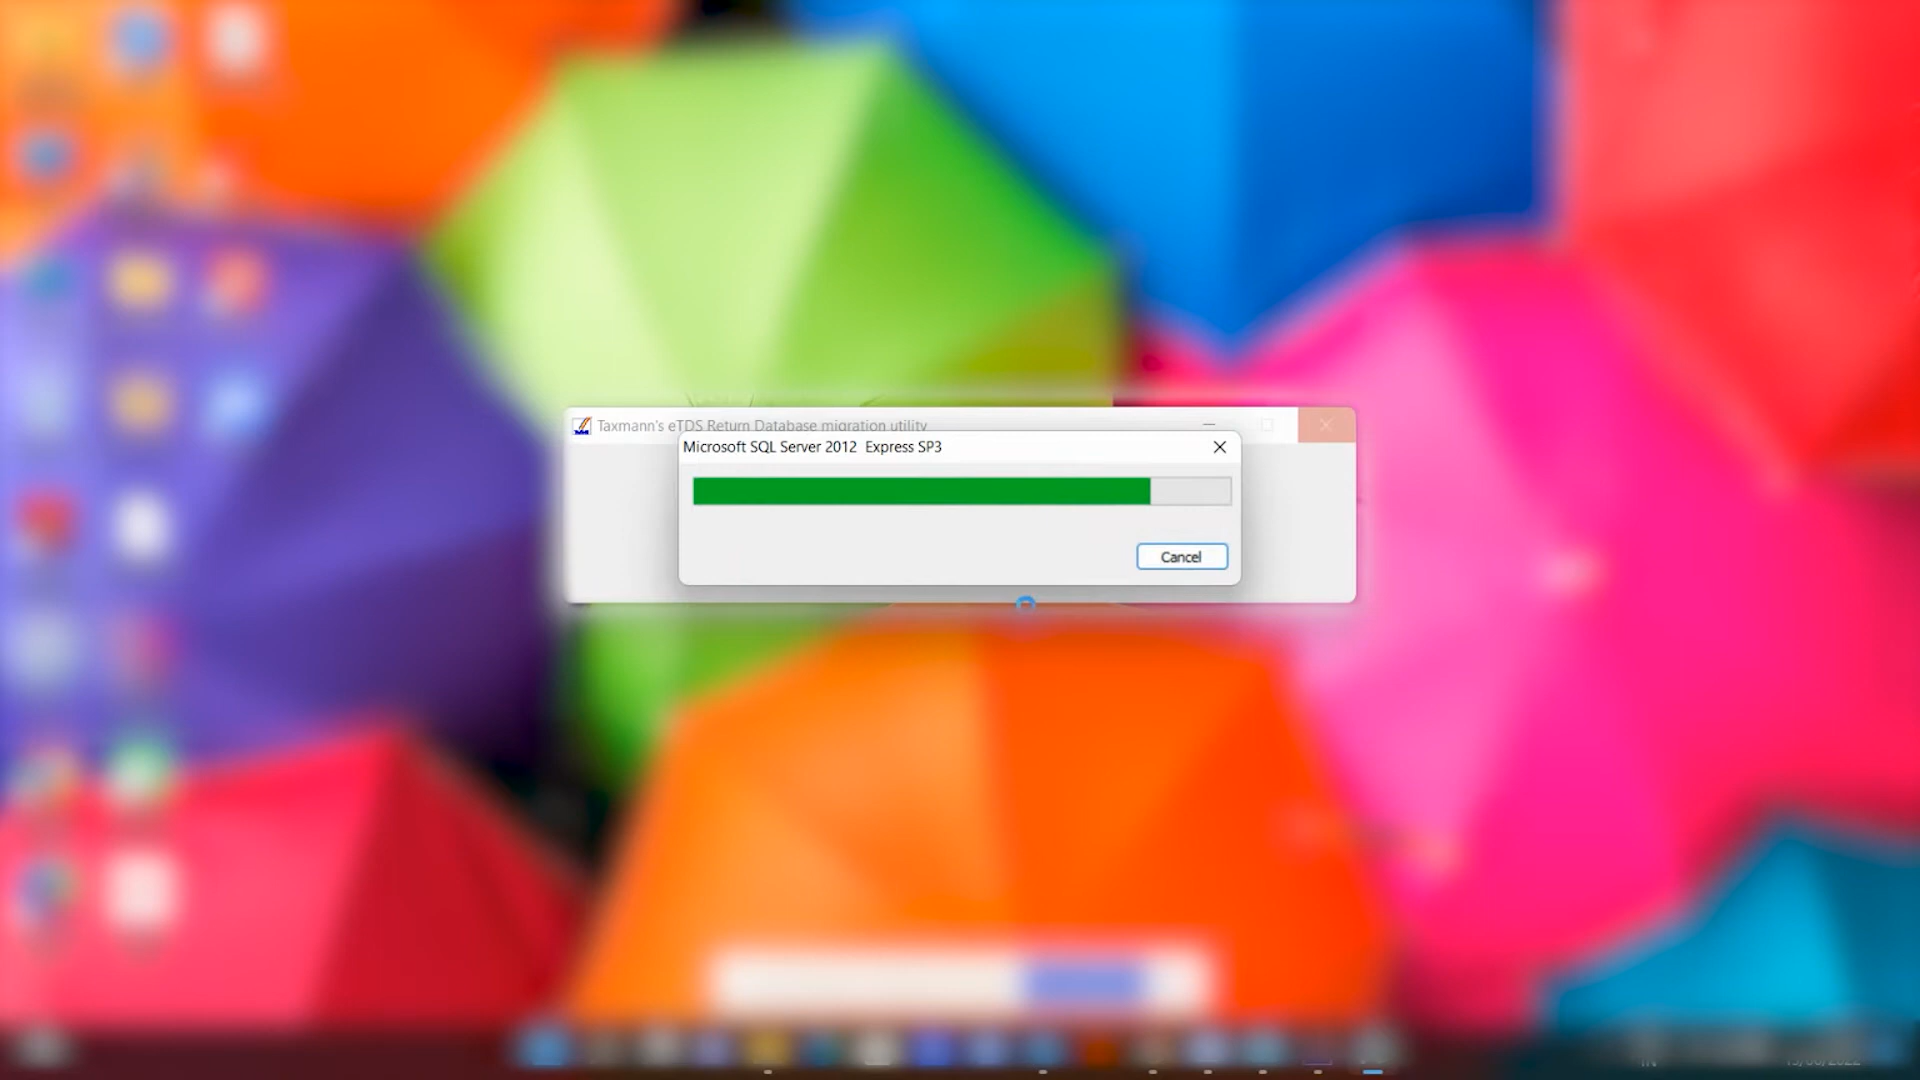 Taxmann's eTDS Return Database migration utility
Microsoft SQL Server 2012 Express SP3
Cancel